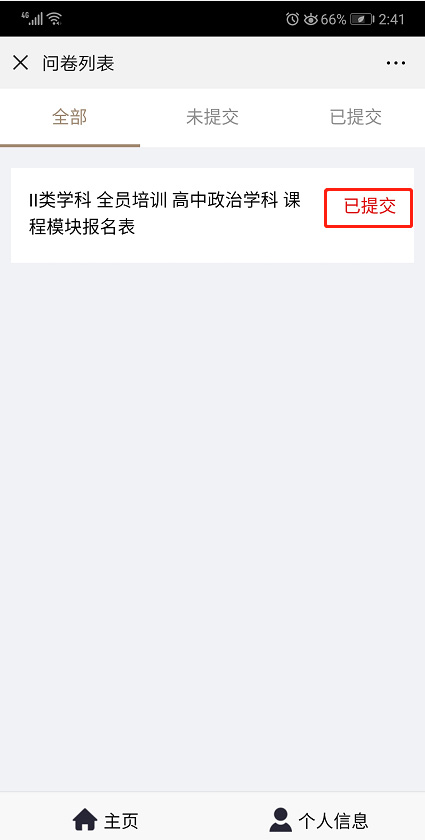 4G 66% 2:41
问卷列表
全部 未提交 已提交
II类学科 全员培训 高中政治学科 课 已提交
程模块报名表
主页 个人信息